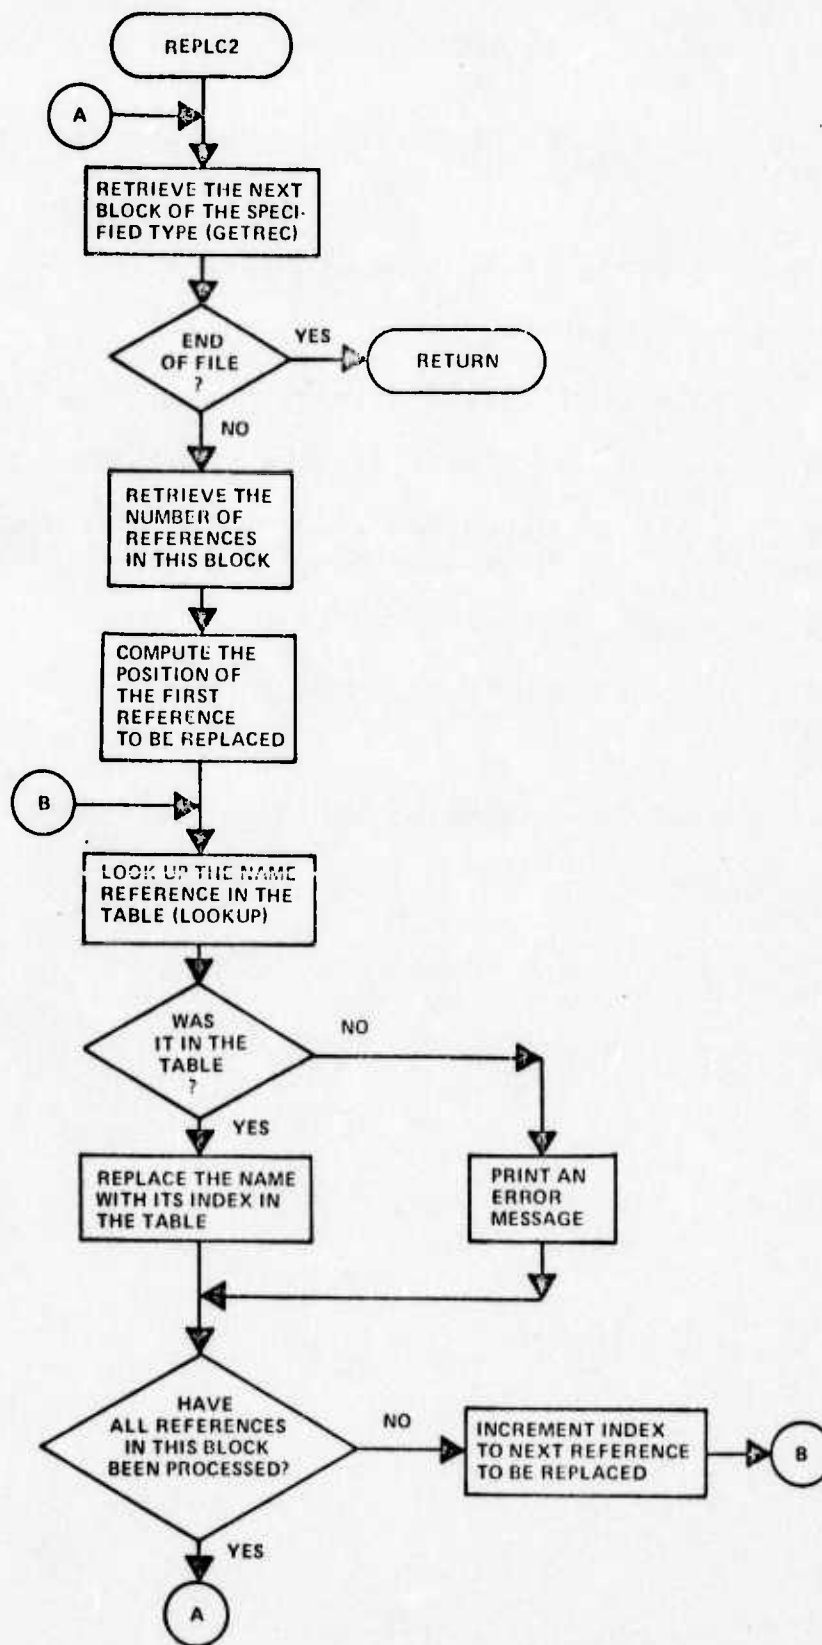 REPLC2
A
RETRIEVE THE NEXT
BLOCK OF THE SPECI-
FIED TYPE (GETREC)
END
OF FILE
?
YES
RETURN
NO
RETRIEVE THE
NUMBER OF
REFERENCES
IN THIS BLOCK
COMPUTE THE
POSITION OF
THE FIRST
REFERENCE
TO BE REPLACED
B
LOOK UP THE NAME
REFERENCE IN THE
TABLE (LOOKUP)
WAS
IT IN THE
TABLE
?
NO
YES
REPLACE THE NAME
WITH ITS INDEX IN
THE TABLE
PRINT AN
ERROR
MESSAGE
HAVE
ALL REFERENCES
IN THIS BLOCK
BEEN PROCESSED?
NO
INCREMENT INDEX
TO NEXT REFERENCE
TO BE REPLACED
B
YES
A